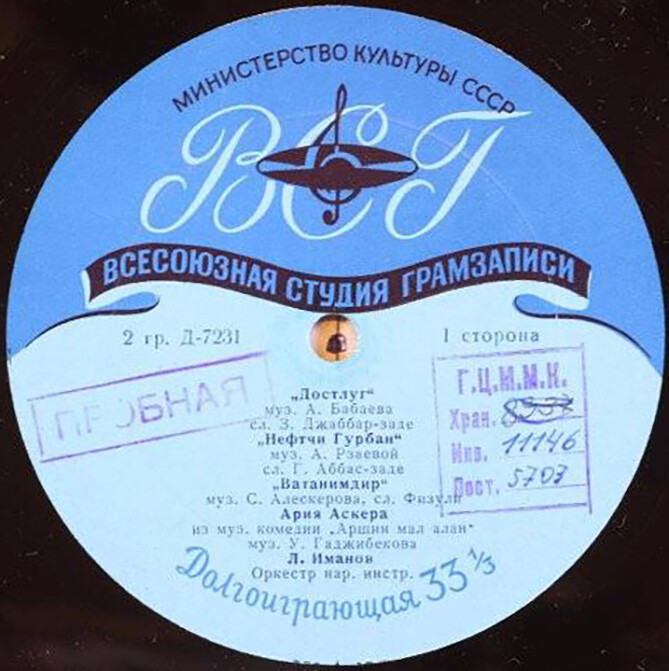 МИНИСТЕРСТВО КУЛЬТУРЫ СССР
ВСГ
ВСЕСОЮЗНАЯ СТУДИЯ ГРАМЗАПИСИ
2 гр. Д-7231
I сторона
ПРОБНАЯ
Г.Ц.М.М.К.
Хран.
Инв. 11146
Пост. 5707
„Достлуг"
муз. А. Бабаева
сл. З. Джаббар-заде
„Нефтчи Гурбан"
муз. А. Рзаевой
сл. Г. Аббас-заде
„Ватанимдир"
муз. С. Алескерова, сл. Физули
Ария Аскера
из муз. комедии „Аршин мал алан"
муз. У. Гаджибекова
Л. Иманов
Оркестр нар. инстр.
Долгоиграющая 33 1/3